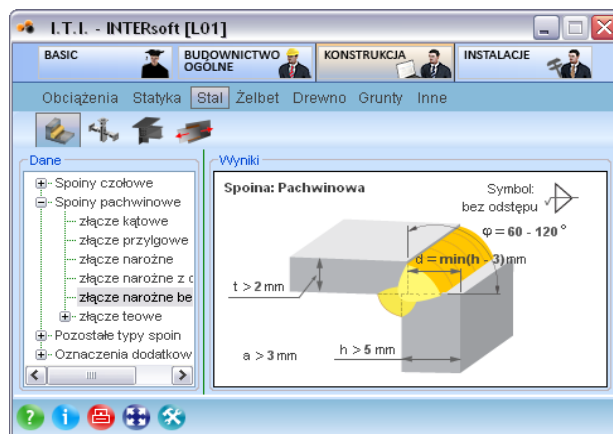 I.T.I. - INTERsoft [L01]
BASIC
BUDOWNICTWO
OGÓLNE
KONSTRUKCJA
INSTALACJE
Obciążenia Statyka Stal Żelbet Drewno Grunty Inne
Dane
Spoiny czołowe
Spoiny pachwinowe
złącze kątowe
złącze przylgowe
złącze narożne
złącze narożne z c
złącze narożne be
złącze teowe
Pozostałe typy spoin
Oznaczenia dodatkow
Wyniki
Spoina: Pachwinowa
Symbol:
bez odstępu
φ = 60 - 120°
d = min(h - 3)mm
t > 2 mm
a > 3 mm
h > 5 mm